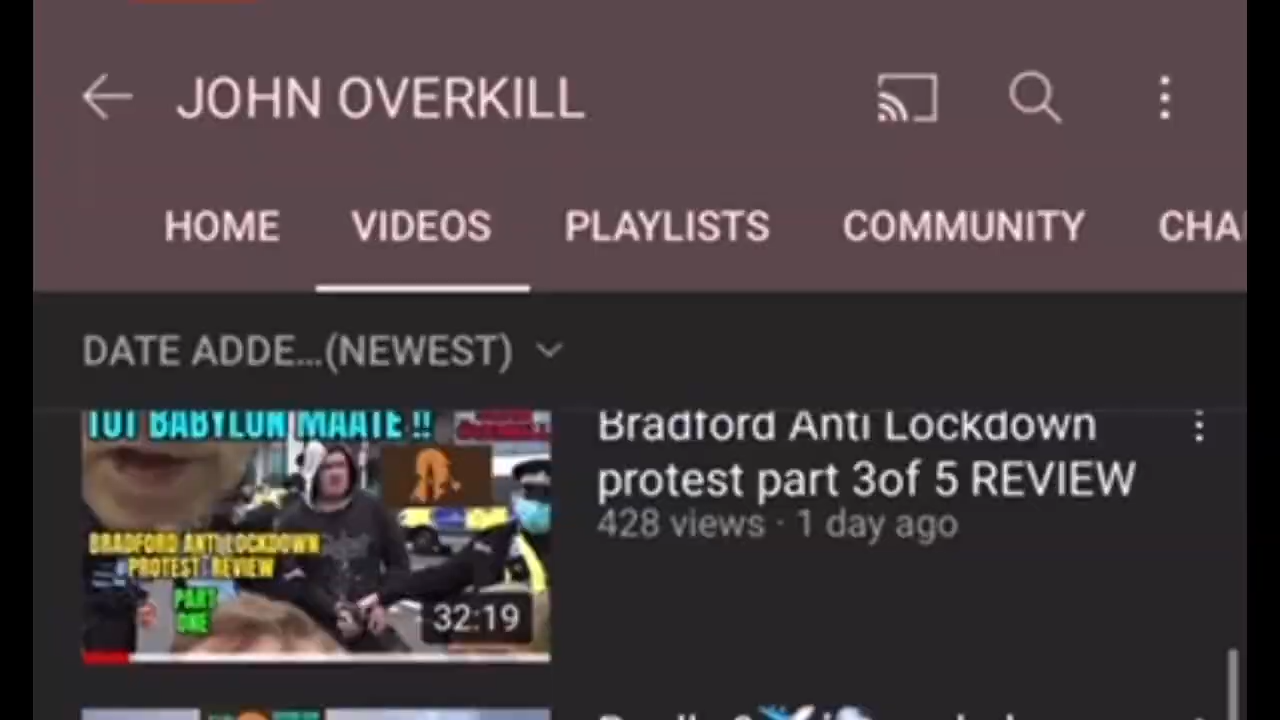 JOHN OVERKILL
HOME VIDEOS PLAYLISTS COMMUNITY CHA
DATE ADDE...(NEWEST)
TOT BABYLON MAATE !!
BRADFORD ANTI LOCKDOWN
PROTEST REVIEW
PART
ONE
32:19
Bradford Anti Lockdown
protest part 3of 5 REVIEW
428 views · 1 day ago